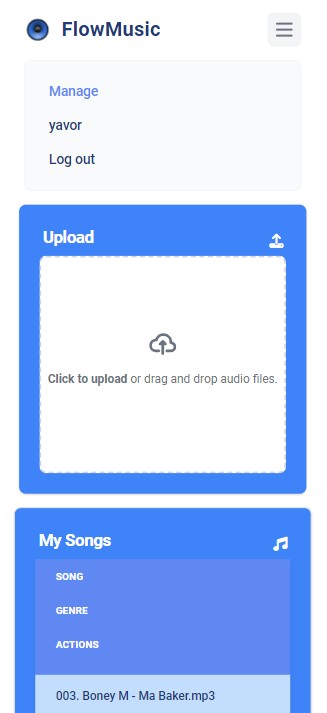 FlowMusic
Manage
yavor
Log out
Upload
Click to upload or drag and drop audio files.
My Songs
SONG
GENRE
ACTIONS
003. Boney M - Ma Baker.mp3